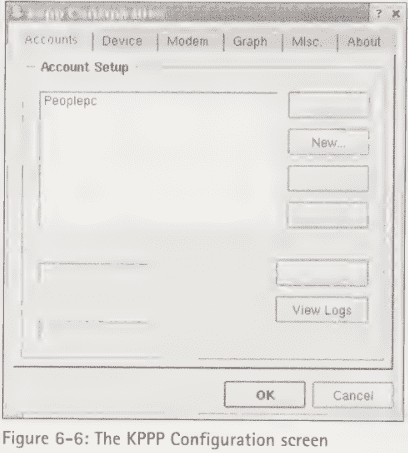 Accounts Device Modem Graph Misc. About
Account Setup
Peoplepc
New...
View Logs
OK Cancel
Figure 6-6: The KPPP Configuration screen